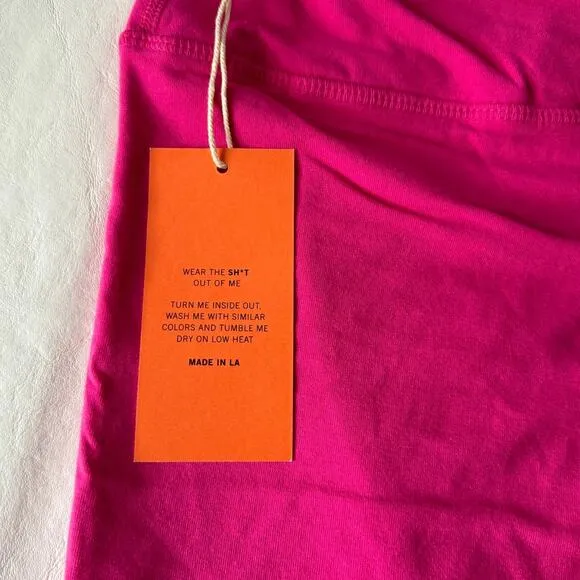 WEAR THE SH*T
OUT OF ME
TURN ME INSIDE OUT,
WASH ME WITH SIMILAR
COLORS AND TUMBLE ME
DRY ON LOW HEAT
MADE IN LA